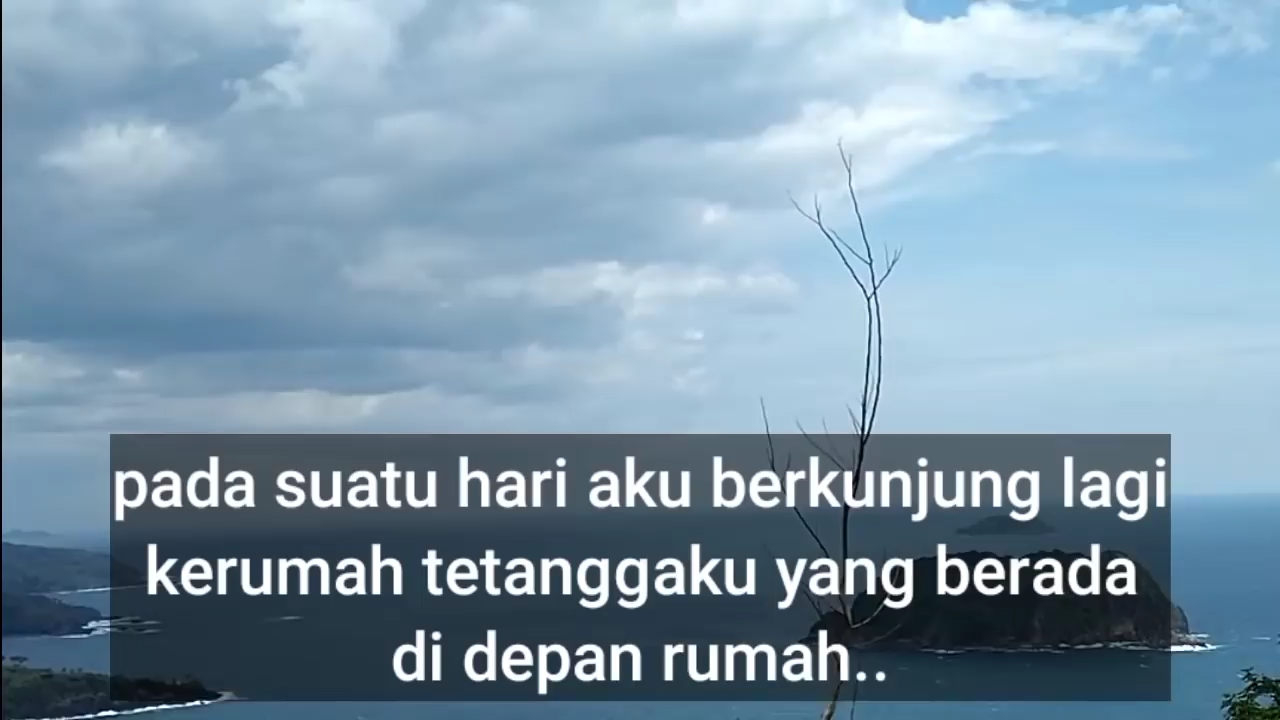 pada suatu hari aku berkunjung lagi
kerumah tetanggaku yang berada
di depan rumah..